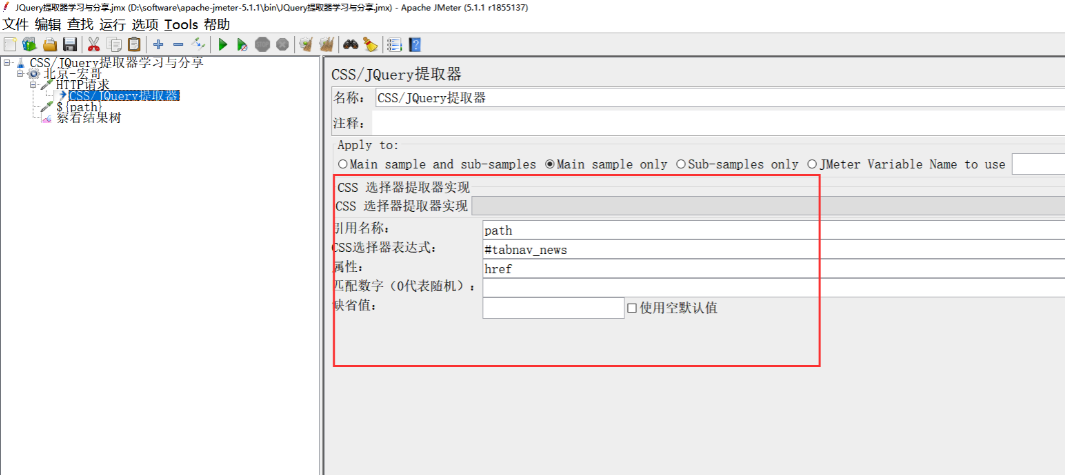 JQuery提取器学习与分享.jmx (D:\software\apache-jmeter-5.1.1\bin\JQuery提取器学习与分享.jmx) - Apache JMeter (5.1.1 r1855137)
文件 编辑 查找 运行 选项 Tools 帮助
CSS/JQuery提取器学习与分享
北京-宏哥
HTTP请求
CSS/JQuery提取器
${path}
察看结果树
CSS/JQuery提取器
名称： CSS/JQuery提取器
注释：
Apply to:
Main sample and sub-samples Main sample only Sub-samples only JMeter Variable Name to use
CSS 选择器提取器实现
CSS 选择器提取器实现
引用名称： path
CSS选择器表达式： #tabnav_news
属性： href
匹配数字（0代表随机）：
缺省值： 使用空默认值